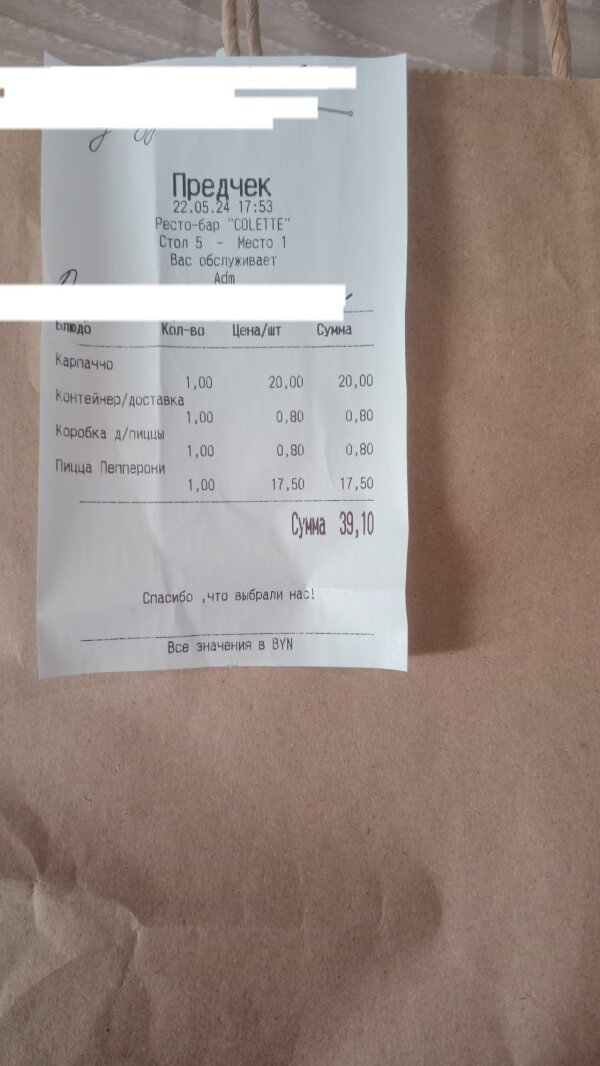 Предчек
22.05.24 17:53
Ресто-бар "COLETTE"
Стол 5 - Место 1
Вас обслуживает
Adm
Блюдо Кол-во Цена/шт Сумма
Карпаччо
1,00 20,00 20,00
Контейнер/доставка
1,00 0,80 0,80
Коробка д/пиццы
1,00 0,80 0,80
Пицца Пепперони
1,00 17,50 17,50
Сумма 39,10
Спасибо ,что выбрали нас!
Все значения в BYN